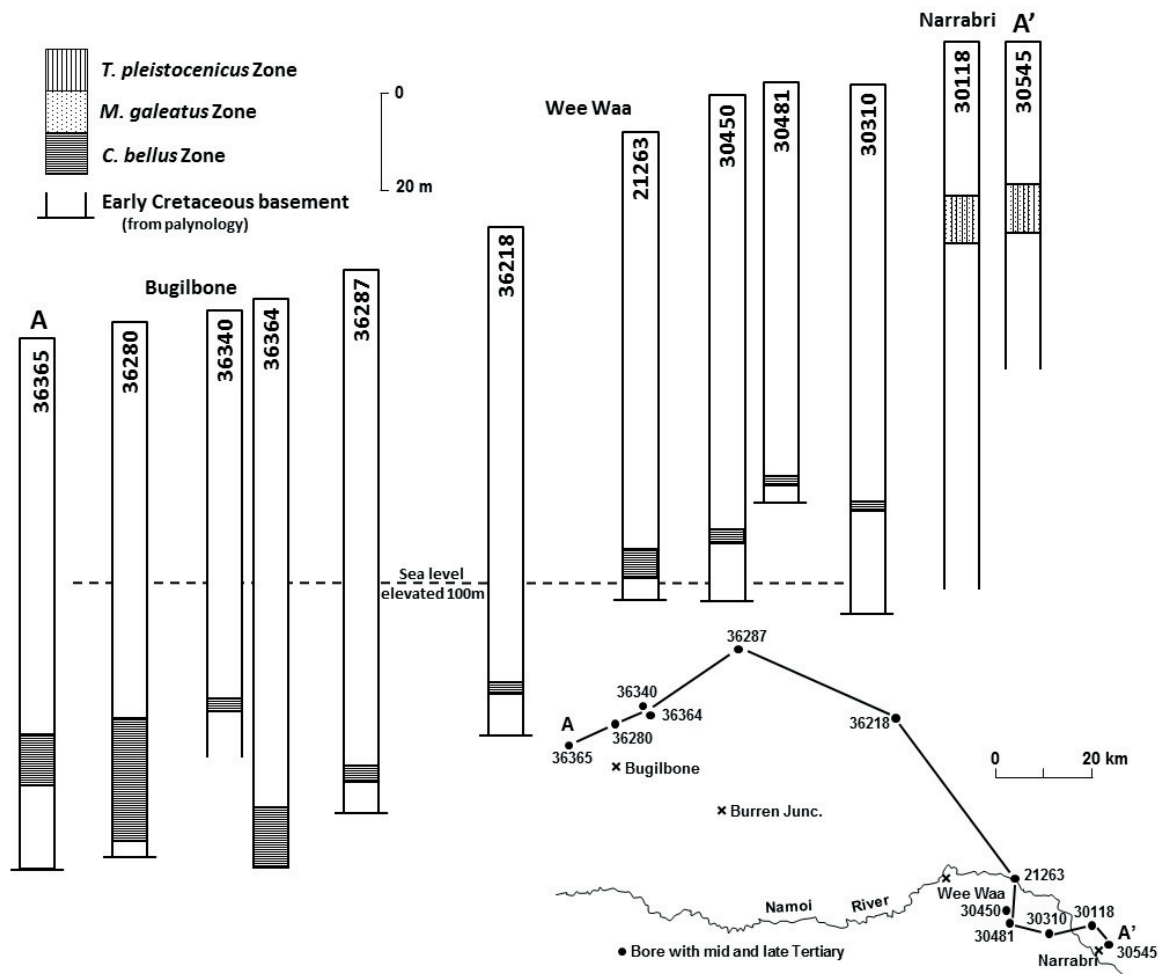 Narrabri
A'
T. pleistocenicus Zone
M. galeatus Zone
C. bellus Zone
Early Cretaceous basement
(from palynology)
0
20 m
Wee Waa
Bugilbone
A
36365
36280
36340
36364
36287
36218
21263
30450
30481
30310
30118
30545
Sea level
elevated 100m
36287
36340
36364
A
36280
36365
36218
Bugilbone
0 20 km
Burren Junc.
21263
Wee Waa
Namoi River
30450
30310
30118
30481
A'
30545
Narrabri
Bore with mid and late Tertiary